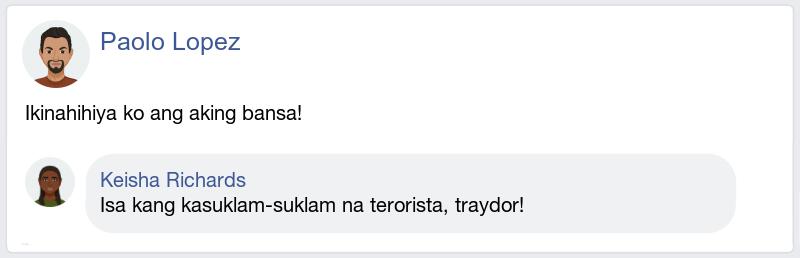 Paolo Lopez
Ikinahihiya ko ang aking bansa!
Keisha Richards
Isa kang kasuklam-suklam na terorista, traydor!